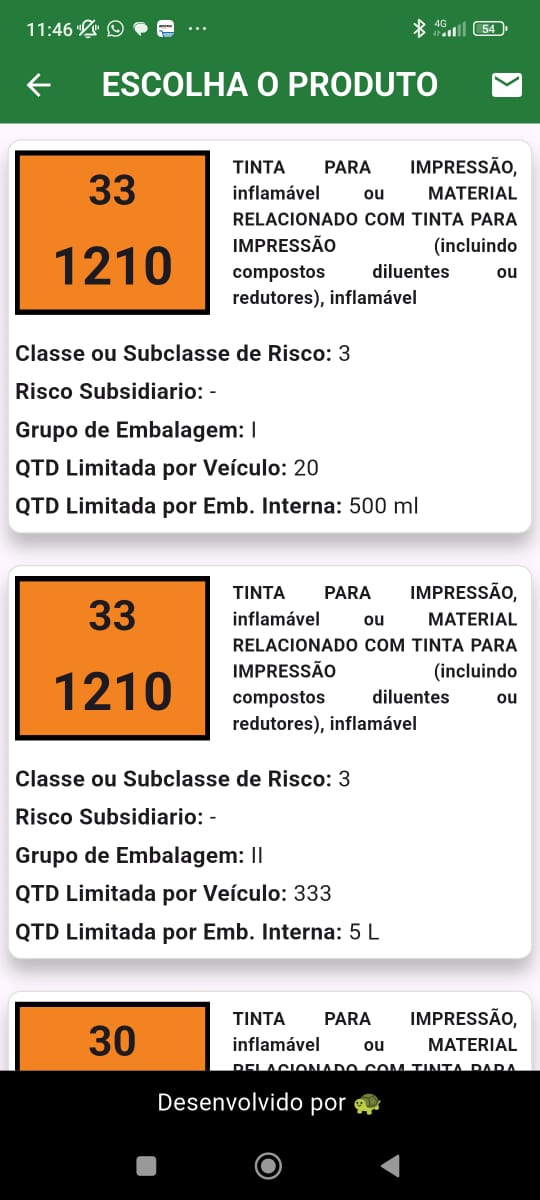 11:46
4G
54
ESCOLHA O PRODUTO
33
1210
TINTA PARA IMPRESSÃO,
inflamável ou MATERIAL
RELACIONADO COM TINTA PARA
IMPRESSÃO (incluindo
compostos diluentes ou
redutores), inflamável
Classe ou Subclasse de Risco: 3
Risco Subsidiario: -
Grupo de Embalagem: I
QTD Limitada por Veículo: 20
QTD Limitada por Emb. Interna: 500 ml
33
1210
TINTA PARA IMPRESSÃO,
inflamável ou MATERIAL
RELACIONADO COM TINTA PARA
IMPRESSÃO (incluindo
compostos diluentes ou
redutores), inflamável
Classe ou Subclasse de Risco: 3
Risco Subsidiario: -
Grupo de Embalagem: II
QTD Limitada por Veículo: 333
QTD Limitada por Emb. Interna: 5 L
30
TINTA PARA IMPRESSÃO,
inflamável ou MATERIAL
RELACIONADO COM TINTA PARA
Desenvolvido por 🐢